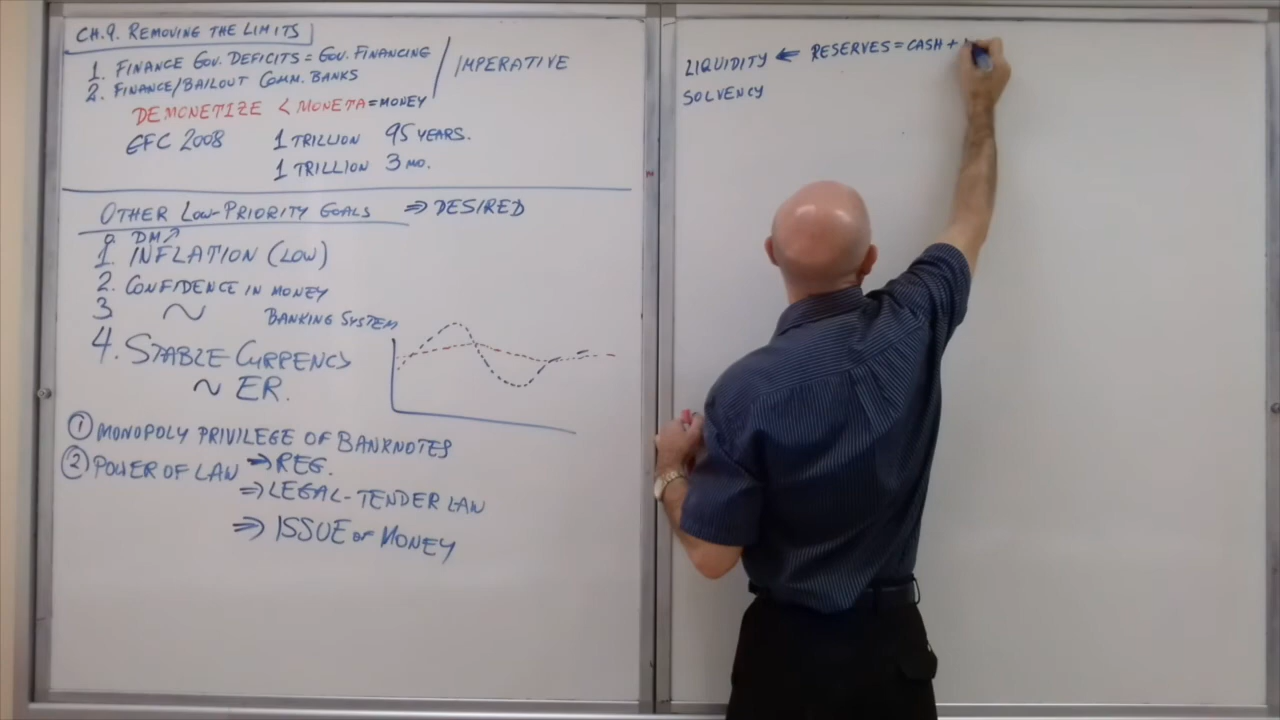 CH.9. REMOVING THE LIMITS
1. FINANCE GOV. DEFICITS = GOV. FINANCING
2. FINANCE/BAILOUT COMM. BANKS
/ IMPERATIVE
DEMONETIZE < MONETA = MONEY
GFC 2008 1 TRILLION 95 YEARS.
1 TRILLION 3 MO.
OTHER LOW-PRIORITY GOALS ⇒ DESIRED
0. DM↗
1. INFLATION (LOW)
2. CONFIDENCE IN MONEY
3 ~ BANKING SYSTEM
4. STABLE CURRENCY
~ ER.
① MONOPOLY PRIVILEGE OF BANKNOTES
② POWER OF LAW ⇒ REG.
⇒ LEGAL-TENDER LAW
⇒ ISSUE OF MONEY
LIQUIDITY ← RESERVES = CASH +
SOLVENCY